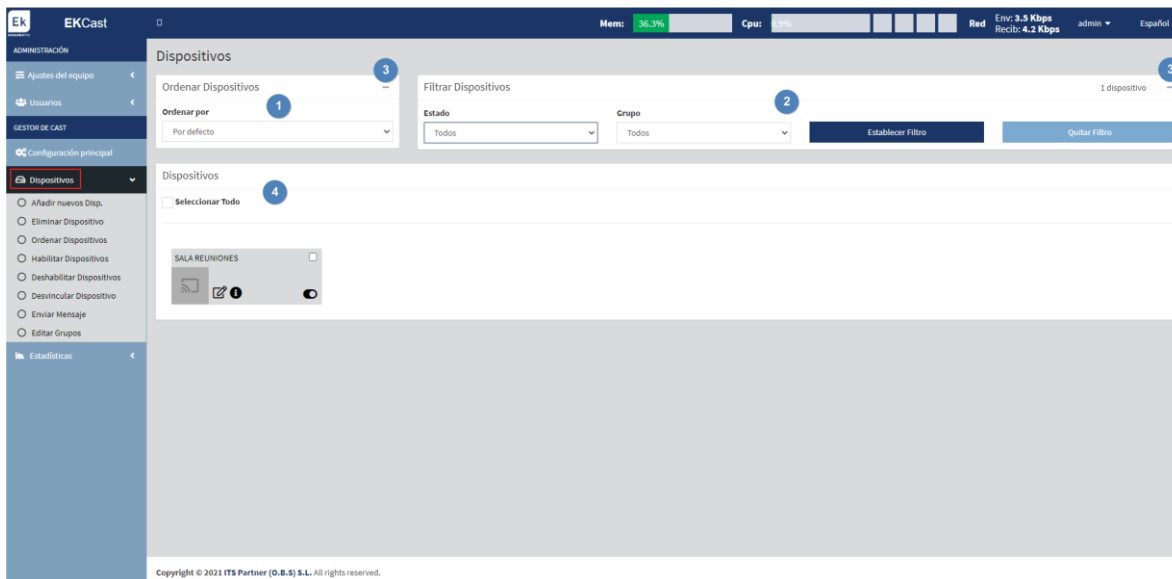 Ek EKCast Mem: 36.3% Cpu: 0.9% Red Env: 3.5 Kbps admin Español
Recib: 4.2 Kbps
ADMINISTRACIÓN
Ajustes del equipo
Usuarios
GESTOR DE CAST
Configuración principal
Dispositivos
Añadir nuevos Disp.
Eliminar Dispositivo
Ordenar Dispositivos
Habilitar Dispositivos
Deshabilitar Dispositivos
Desvincular Dispositivo
Enviar Mensaje
Editar Grupos
Estadísticas
Dispositivos
Ordenar Dispositivos 3
Ordenar por 1
Por defecto
Filtrar Dispositivos 1 dispositivo 3
Estado Grupo 2
Todos Todos Establecer Filtro Quitar Filtro
Dispositivos
Seleccionar Todo 4
SALA REUNIONES
Copyright © 2021 ITS Partner (O.B.S) S.L. All rights reserved.